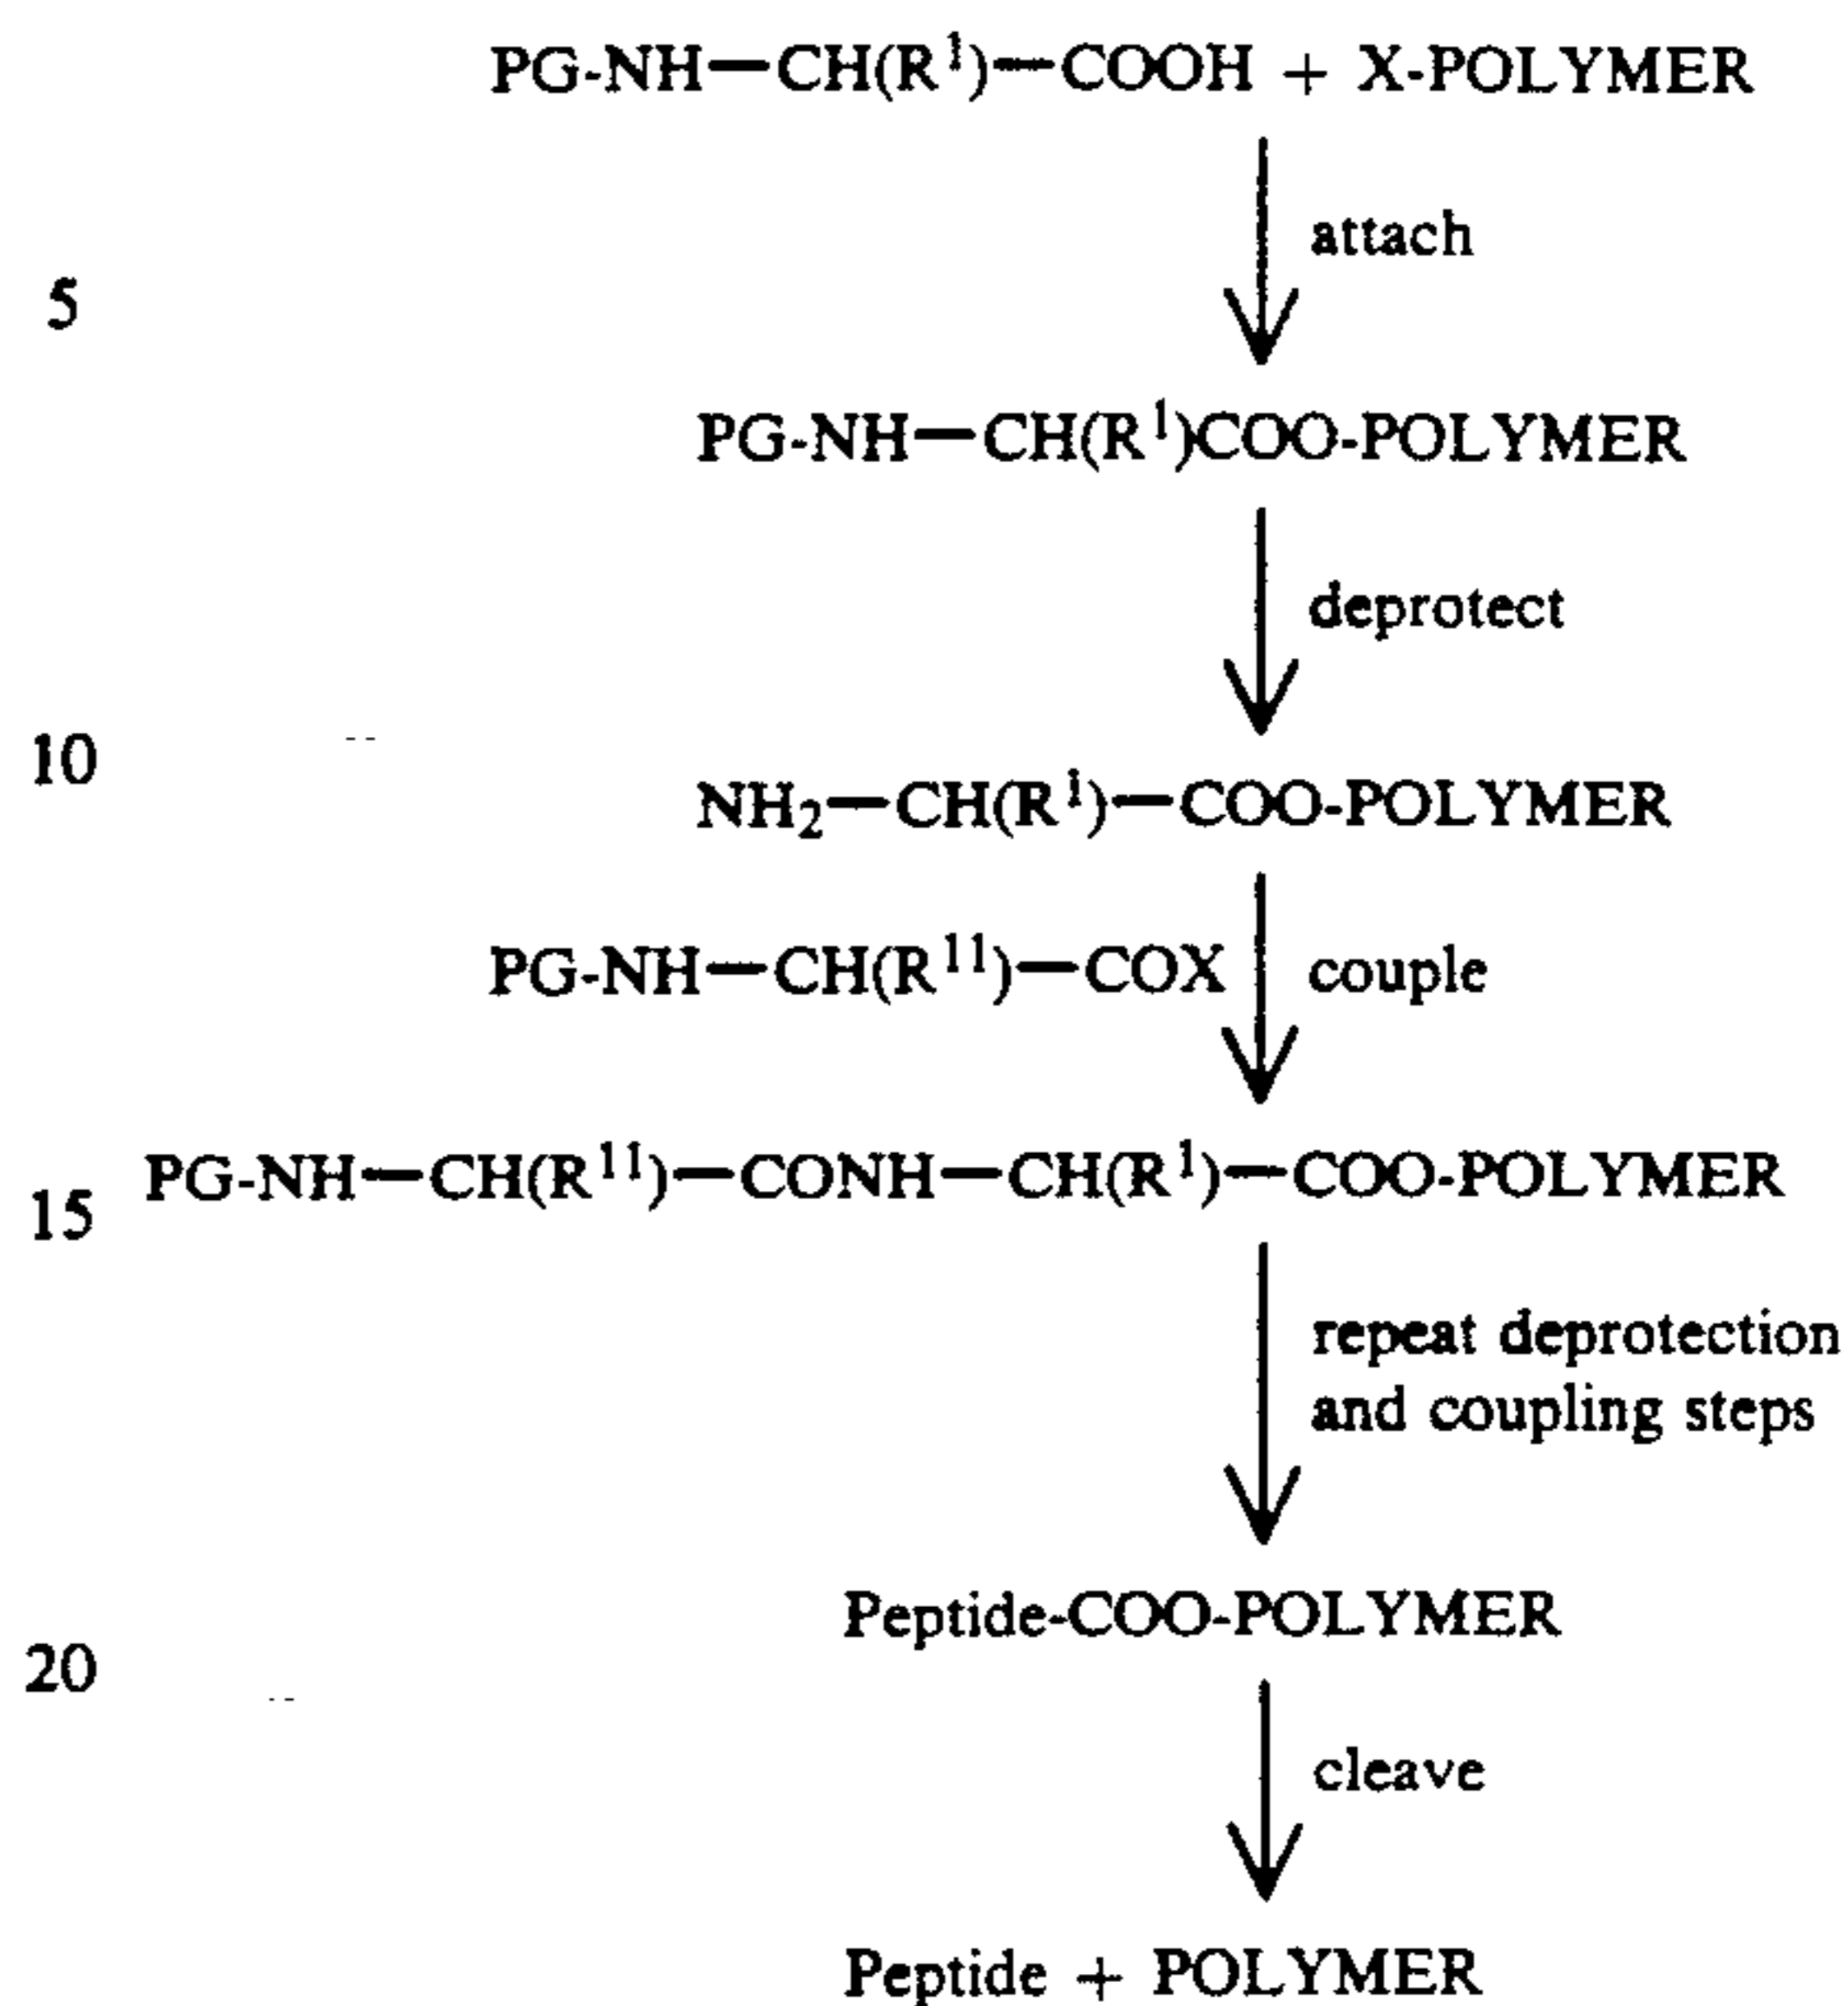 PG-NH—CH(R¹)—COOH + X-POLYMER
attach
5
PG-NH—CH(R¹)COO-POLYMER
deprotect
10
NH₂—CH(R¹)—COO-POLYMER
PG-NH—CH(R¹¹)—COX couple
PG-NH—CH(R¹¹)—CONH—CH(R¹)—COO-POLYMER
15
repeat deprotection
and coupling steps
Peptide-COO-POLYMER
20
cleave
Peptide + POLYMER